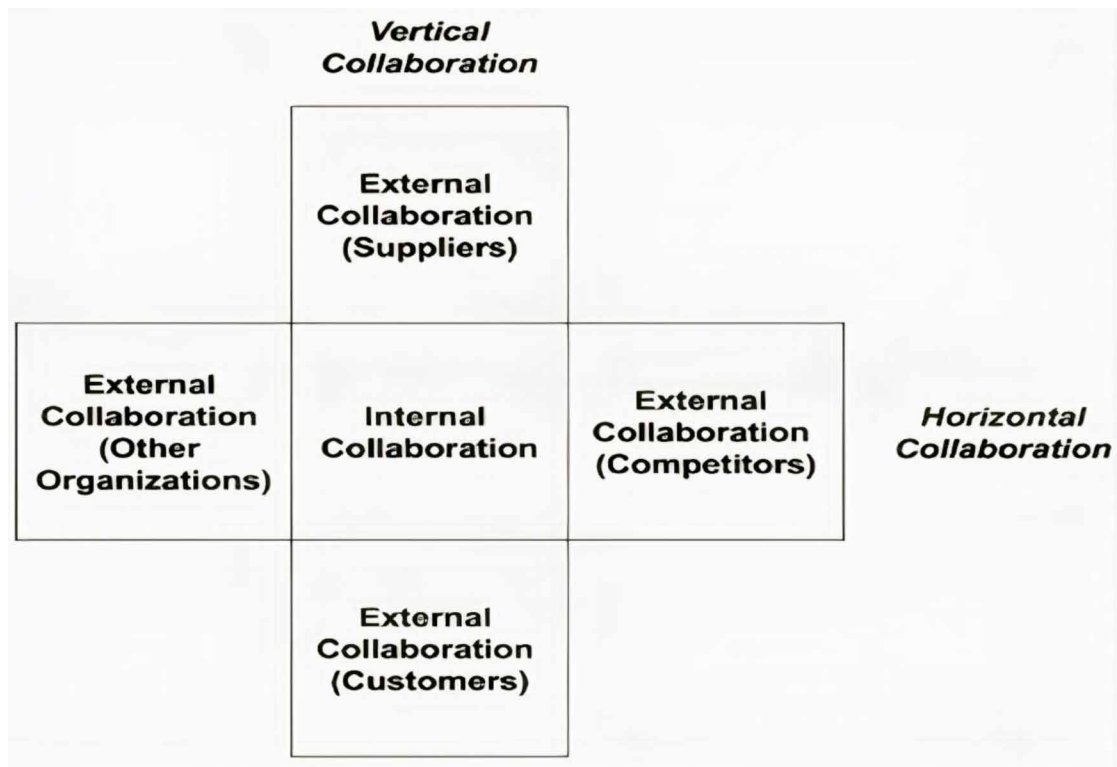 Vertical
Collaboration
External
Collaboration
(Suppliers)
External
Collaboration
(Other
Organizations)
Internal
Collaboration
External
Collaboration
(Competitors)
Horizontal
Collaboration
External
Collaboration
(Customers)